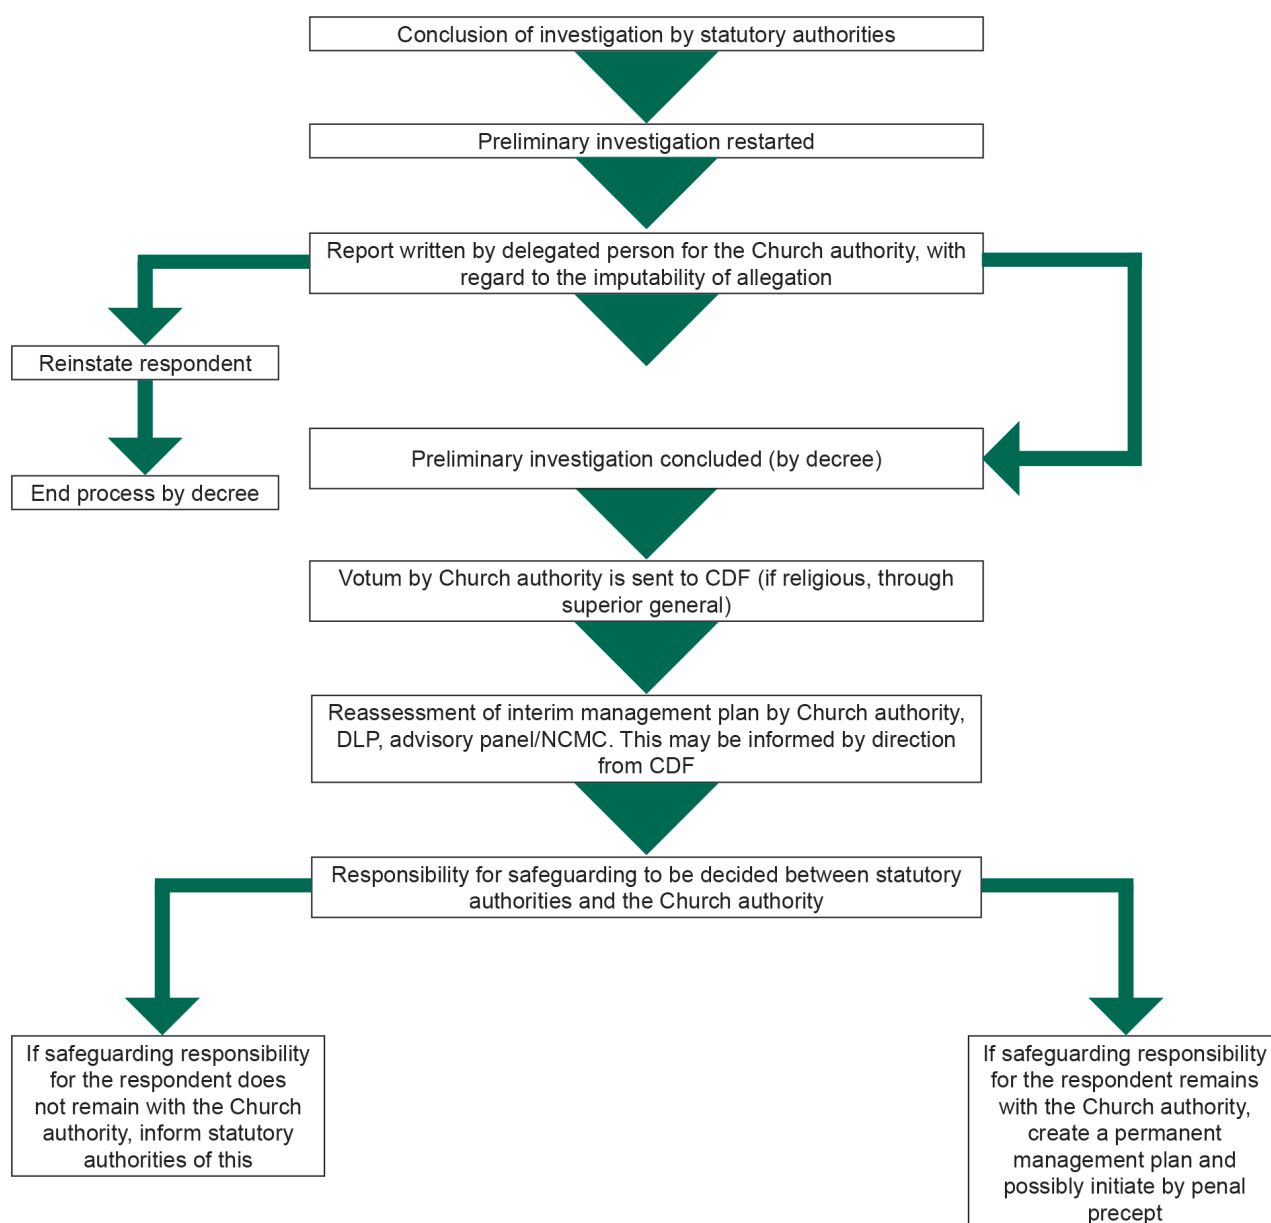 Conclusion of investigation by statutory authorities
Preliminary investigation restarted
Report written by delegated person for the Church authority, with
regard to the imputability of allegation
Reinstate respondent
End process by decree
Preliminary investigation concluded (by decree)
Votum by Church authority is sent to CDF (if religious, through
superior general)
Reassessment of interim management plan by Church authority,
DLP, advisory panel/NCMC. This may be informed by direction
from CDF
Responsibility for safeguarding to be decided between statutory
authorities and the Church authority
If safeguarding responsibility
for the respondent does
not remain with the Church
authority, inform statutory
authorities of this
If safeguarding responsibility
for the respondent remains
with the Church authority,
create a permanent
management plan and
possibly initiate by penal
precept